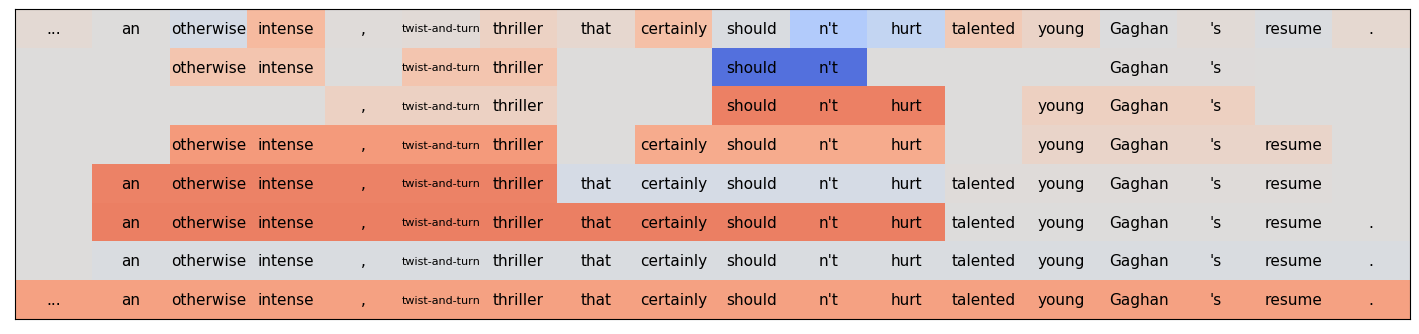 ... an otherwise intense , twist-and-turn thriller that certainly should n't hurt talented young Gaghan 's resume .
otherwise intense twist-and-turn thriller should n't Gaghan 's
, twist-and-turn thriller should n't hurt young Gaghan 's
otherwise intense , twist-and-turn thriller certainly should n't hurt young Gaghan 's resume
an otherwise intense , twist-and-turn thriller that certainly should n't hurt talented young Gaghan 's resume
an otherwise intense , twist-and-turn thriller that certainly should n't hurt talented young Gaghan 's resume .
an otherwise intense , twist-and-turn thriller that certainly should n't hurt talented young Gaghan 's resume .
... an otherwise intense , twist-and-turn thriller that certainly should n't hurt talented young Gaghan 's resume .